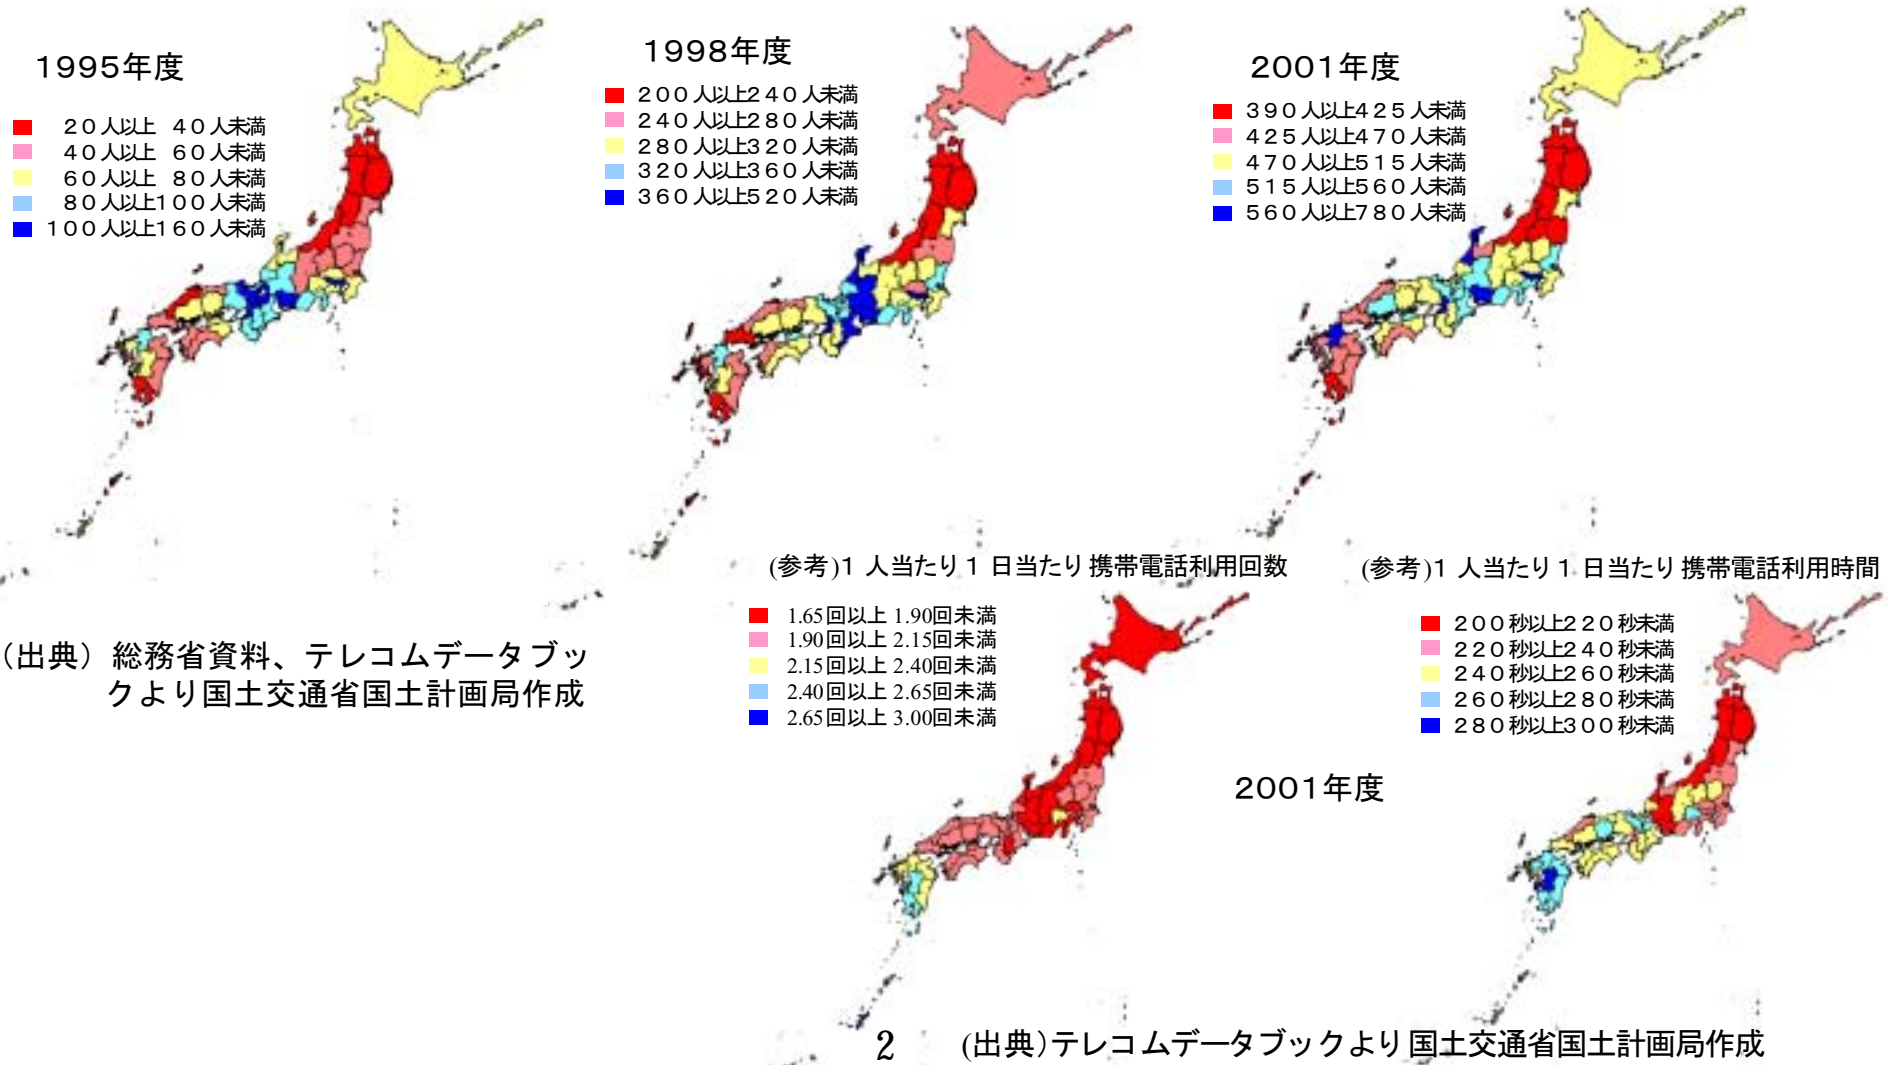 1995年度
20人以上 40人未満
40人以上 60人未満
60人以上 80人未満
80人以上100人未満
100人以上160人未満
1998年度
200人以上240人未満
240人以上280人未満
280人以上320人未満
320人以上360人未満
360人以上520人未満
2001年度
390人以上425人未満
425人以上470人未満
470人以上515人未満
515人以上560人未満
560人以上780人未満
(出典)総務省資料、テレコムデータブッ
クより国土交通省国土計画局作成
(参考)1人当たり1日当たり携帯電話利用回数
1.65回以上 1.90回未満
1.90回以上 2.15回未満
2.15回以上 2.40回未満
2.40回以上 2.65回未満
2.65回以上 3.00回未満
(参考)1人当たり1日当たり携帯電話利用時間
200秒以上220秒未満
220秒以上240秒未満
240秒以上260秒未満
260秒以上280秒未満
280秒以上300秒未満
2001年度
2
(出典)テレコムデータブックより国土交通省国土計画局作成